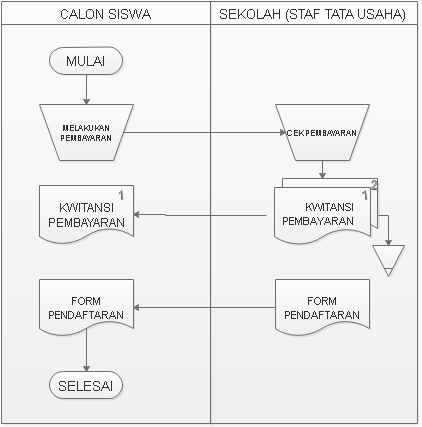 CALON SISWA
SEKOLAH (STAF TATA USAHA)
MULAI
MELAKUKAN
PEMBAYARAN
CEK PEMBAYARAN
1
KWITANSI
PEMBAYARAN
2
1
KWITANSI
PEMBAYARAN
FORM
PENDAFTARAN
FORM
PENDAFTARAN
SELESAI